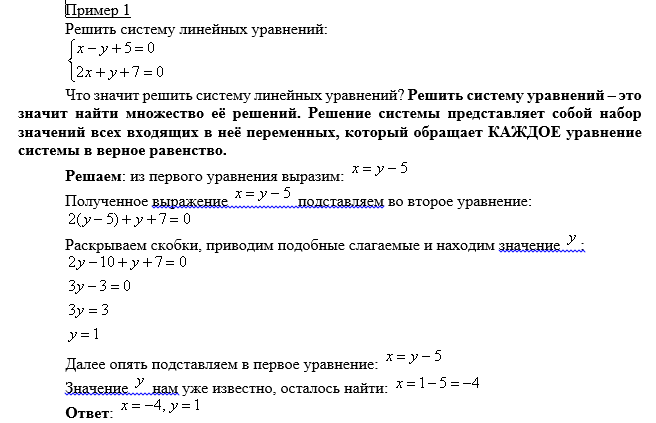 Пример 1
Решить систему линейных уравнений:
x − y + 5 = 0
2x + y + 7 = 0
Что значит решить систему линейных уравнений? Решить систему уравнений – это
значит найти множество её решений. Решение системы представляет собой набор
значений всех входящих в неё переменных, который обращает КАЖДОЕ уравнение
системы в верное равенство.
Решаем: из первого уравнения выразим: x = y − 5
Полученное выражение x = y − 5 подставляем во второе уравнение:
2(y − 5) + y + 7 = 0
Раскрываем скобки, приводим подобные слагаемые и находим значение y :
2y − 10 + y + 7 = 0
3y − 3 = 0
3y = 3
y = 1
Далее опять подставляем в первое уравнение: x = y − 5
Значение y нам уже известно, осталось найти: x = 1 − 5 = −4
Ответ: x = −4, y = 1